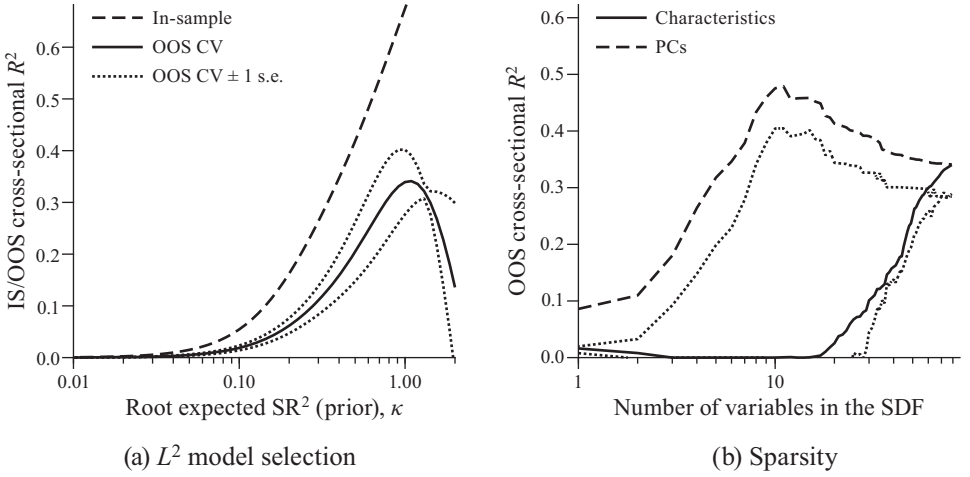 In-sample
OOS CV
OOS CV ± 1 s.e.
IS/OOS cross-sectional R²
0.6
0.5
0.4
0.3
0.2
0.1
0.0
0.01
0.10
1.00
Root expected SR² (prior), κ
(a) L² model selection
Characteristics
PCs
OOS cross-sectional R²
0.6
0.5
0.4
0.3
0.2
0.1
0.0
1
10
Number of variables in the SDF
(b) Sparsity